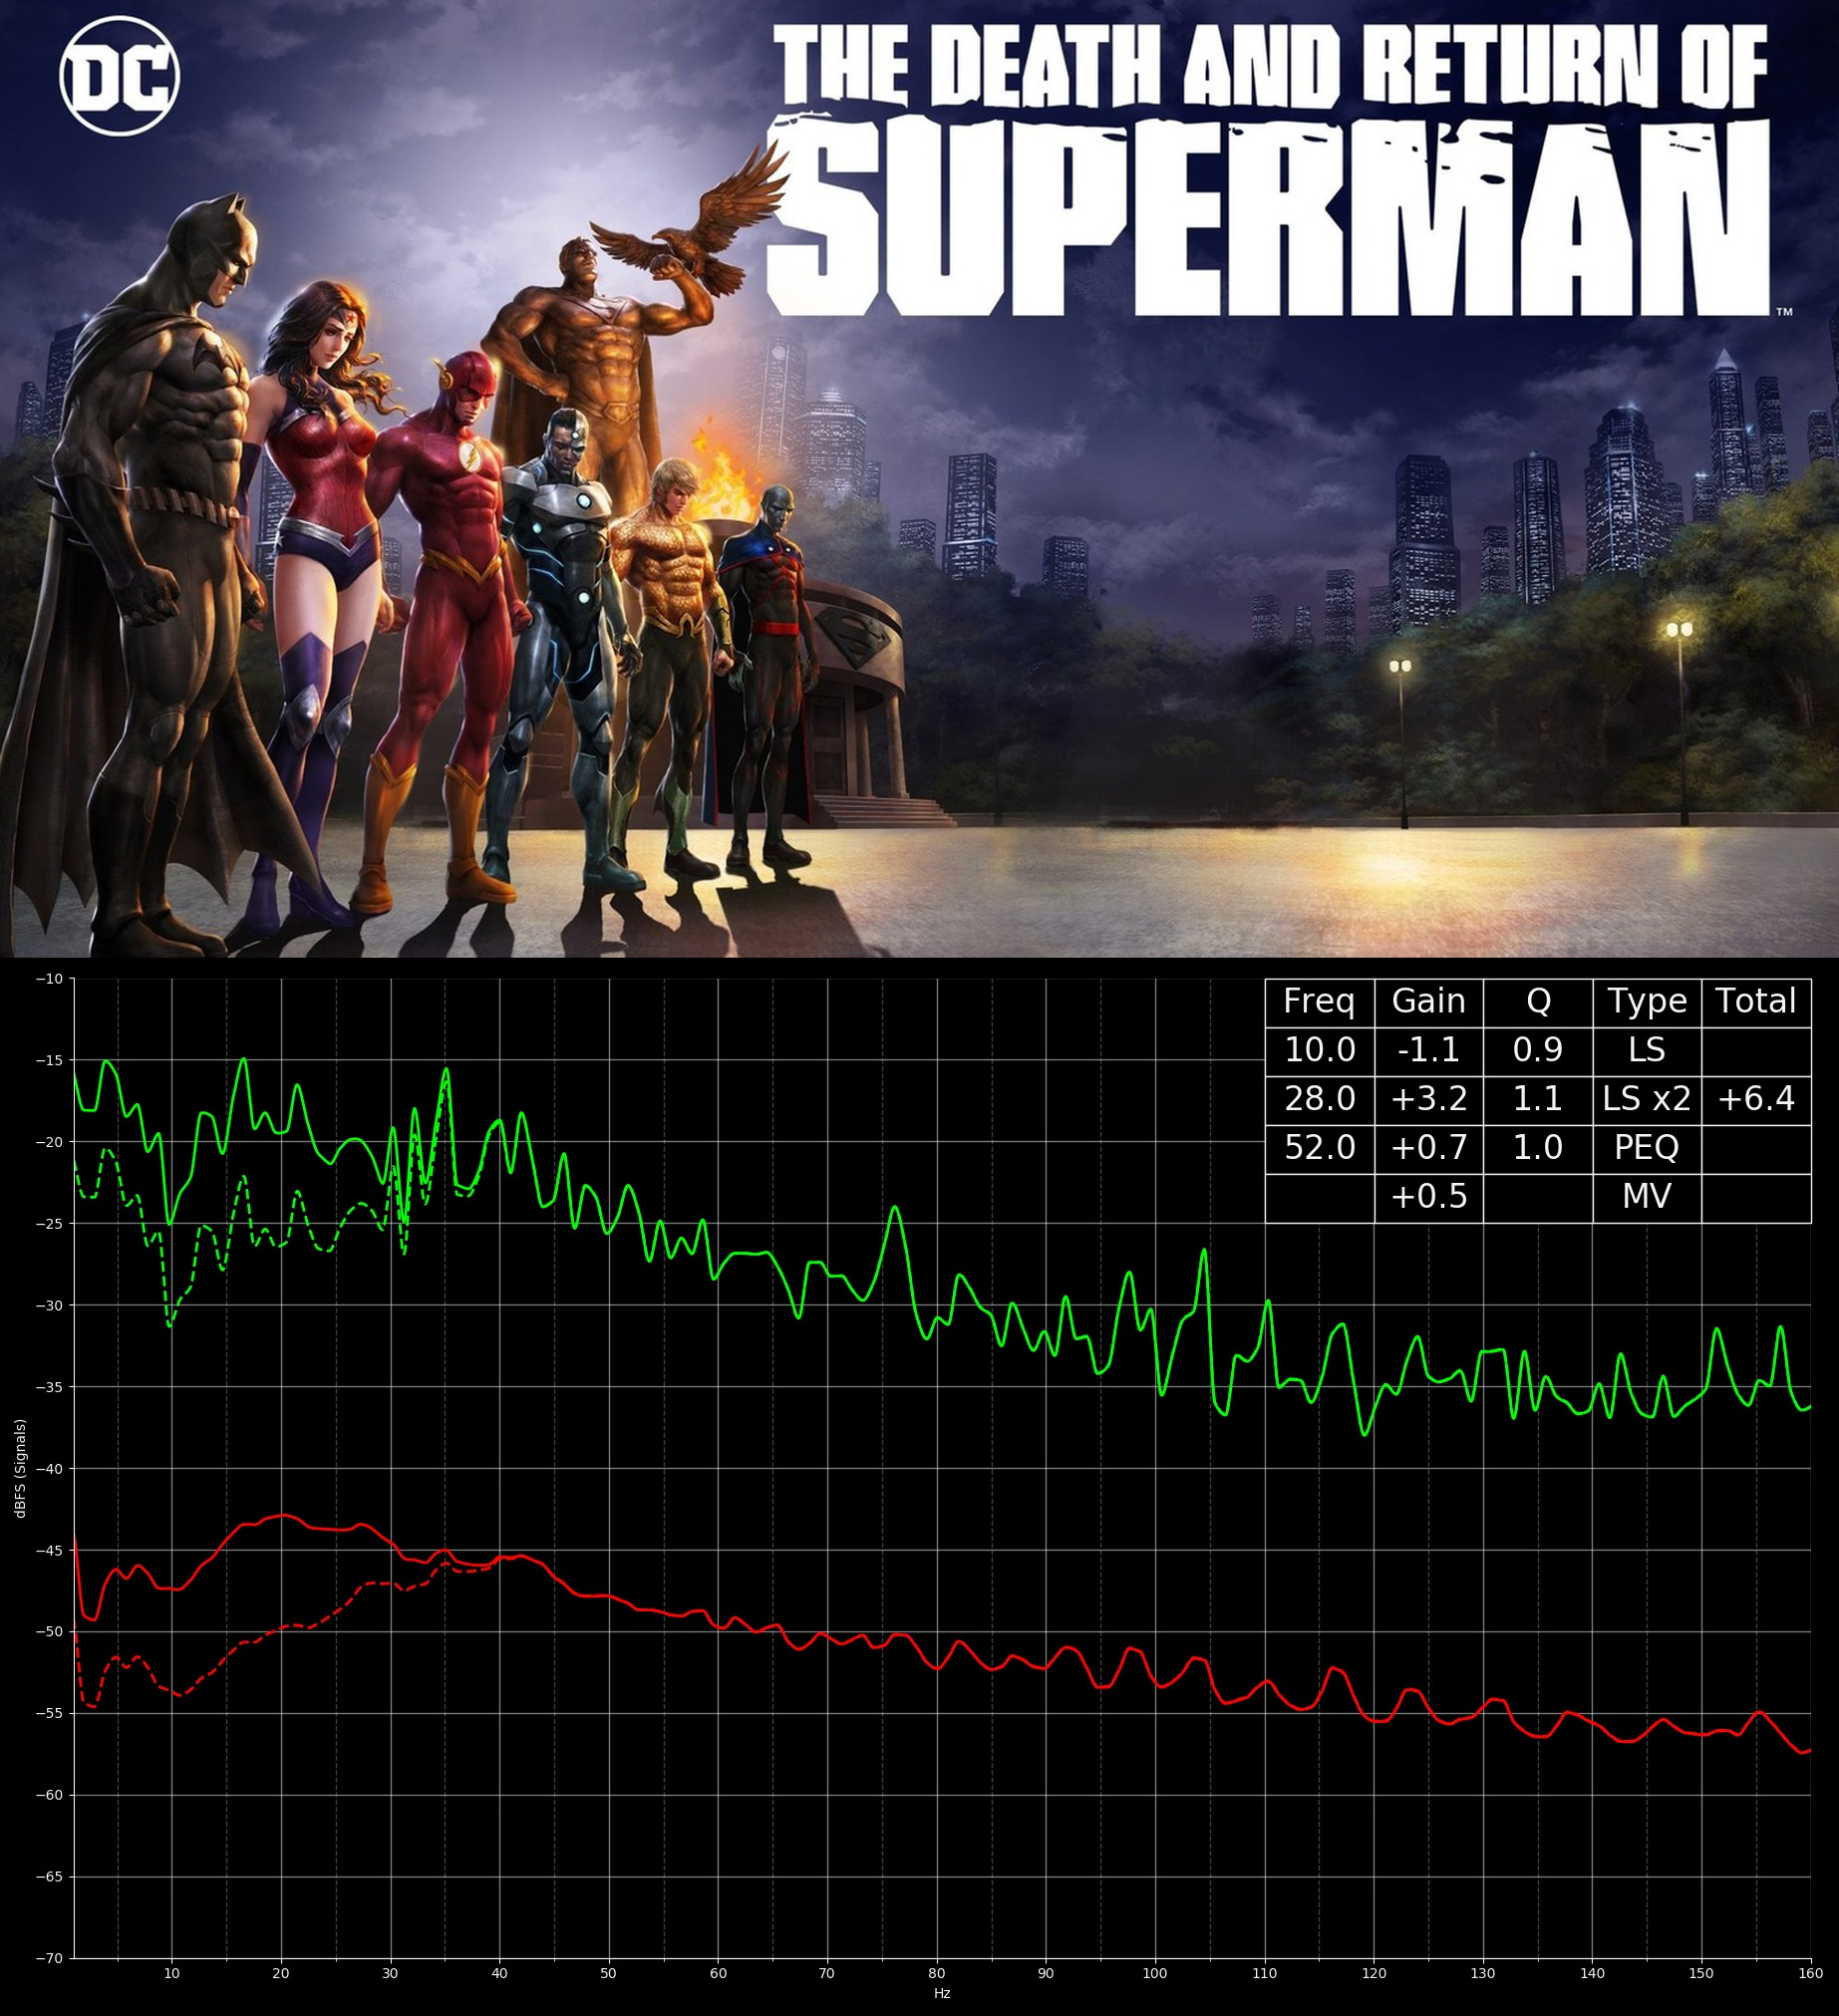 DC
THE DEATH AND RETURN OF
SUPERMAN
™
Freq Gain Q Type Total
10.0 -1.1 0.9 LS
28.0 +3.2 1.1 LS x2 +6.4
52.0 +0.7 1.0 PEQ
+0.5 MV
−10
−15
−20
−25
−30
−35
−40
−45
−50
−55
−60
−65
−70
dBFS (Signals)
10 20 30 40 50 60 70 80 90 100 110 120 130 140 150 160
Hz